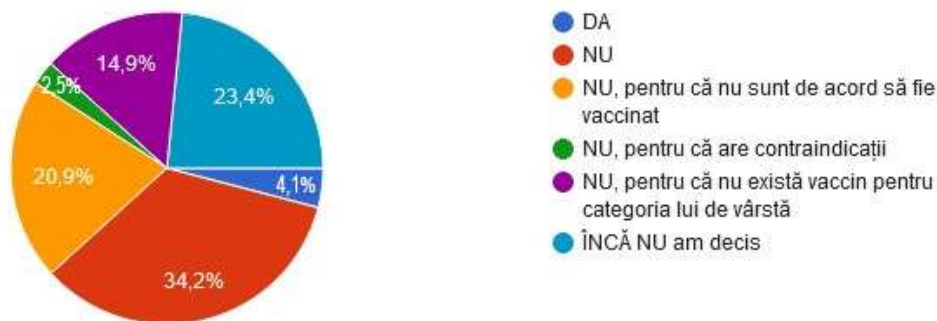 14,9%
23,4%
2,5%
20,9%
4,1%
34,2%
DA
NU
NU, pentru că nu sunt de acord să fie
vaccinat
NU, pentru că are contraindicații
NU, pentru că nu există vaccin pentru
categoria lui de vârstă
ÎNCĂ NU am decis